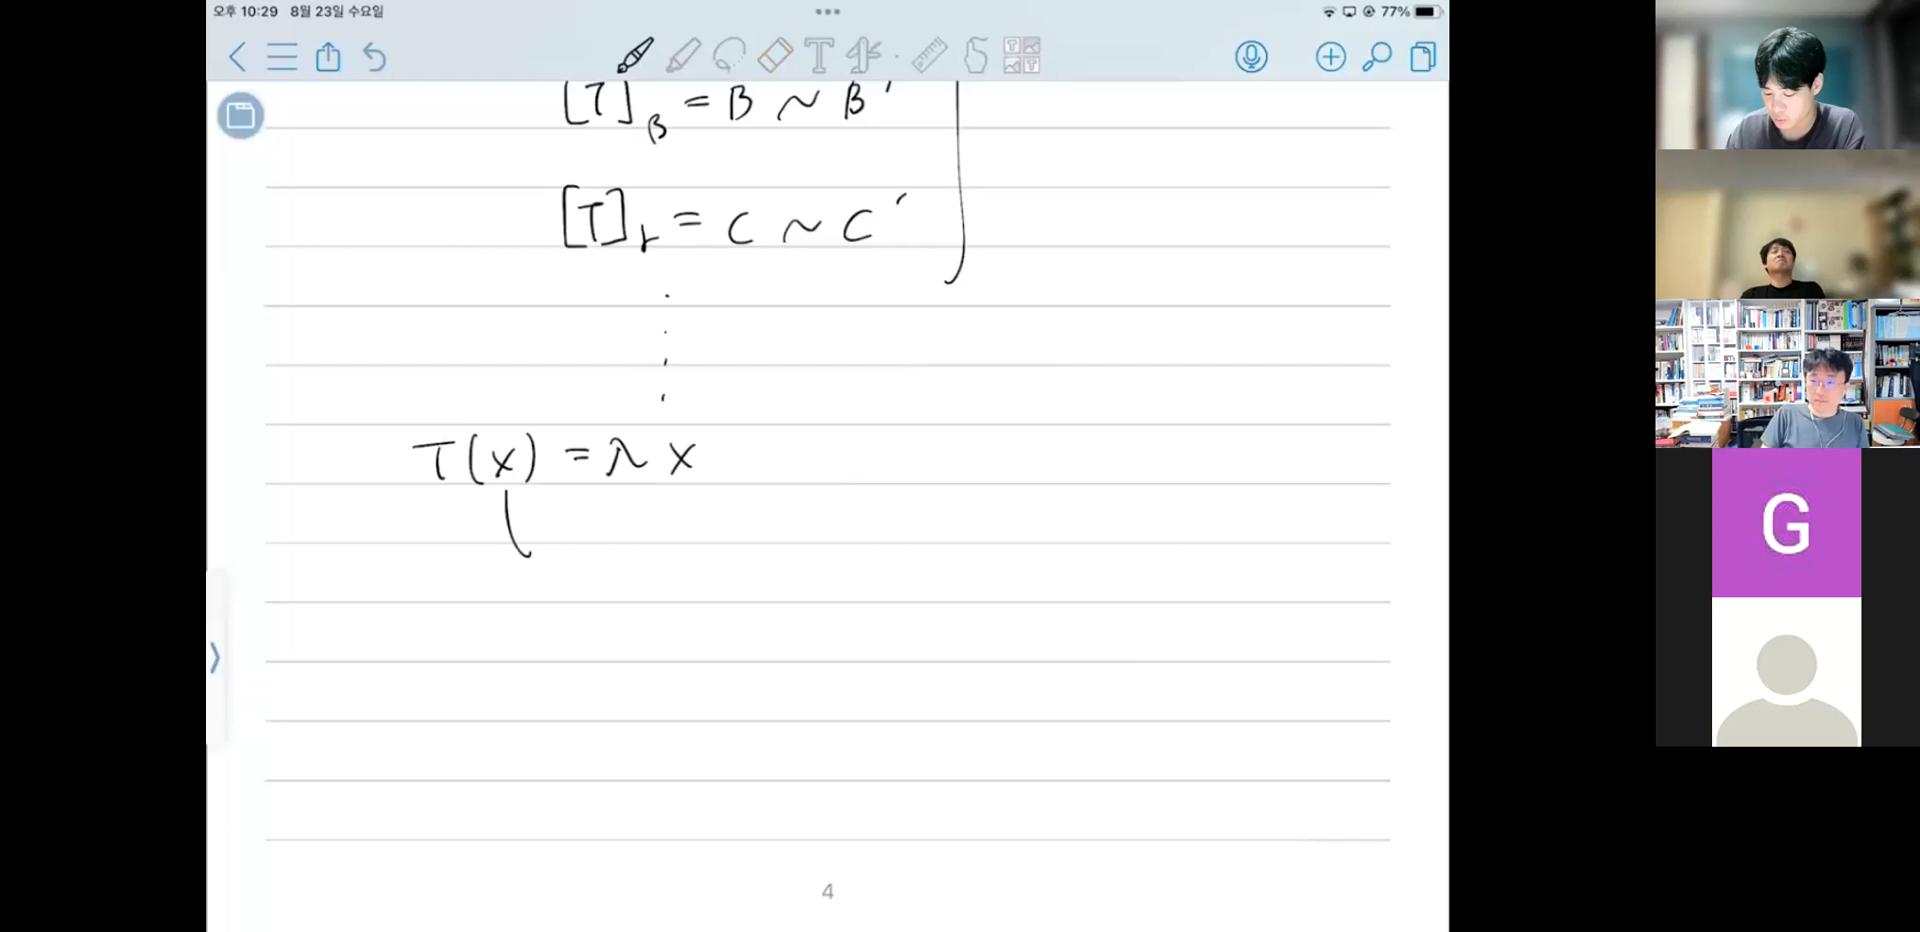 오후 10:29 8월 23일 수요일
77%
[T]β = B ~ B'
[T]γ = C ~ C'
T(x) = λx
4
G